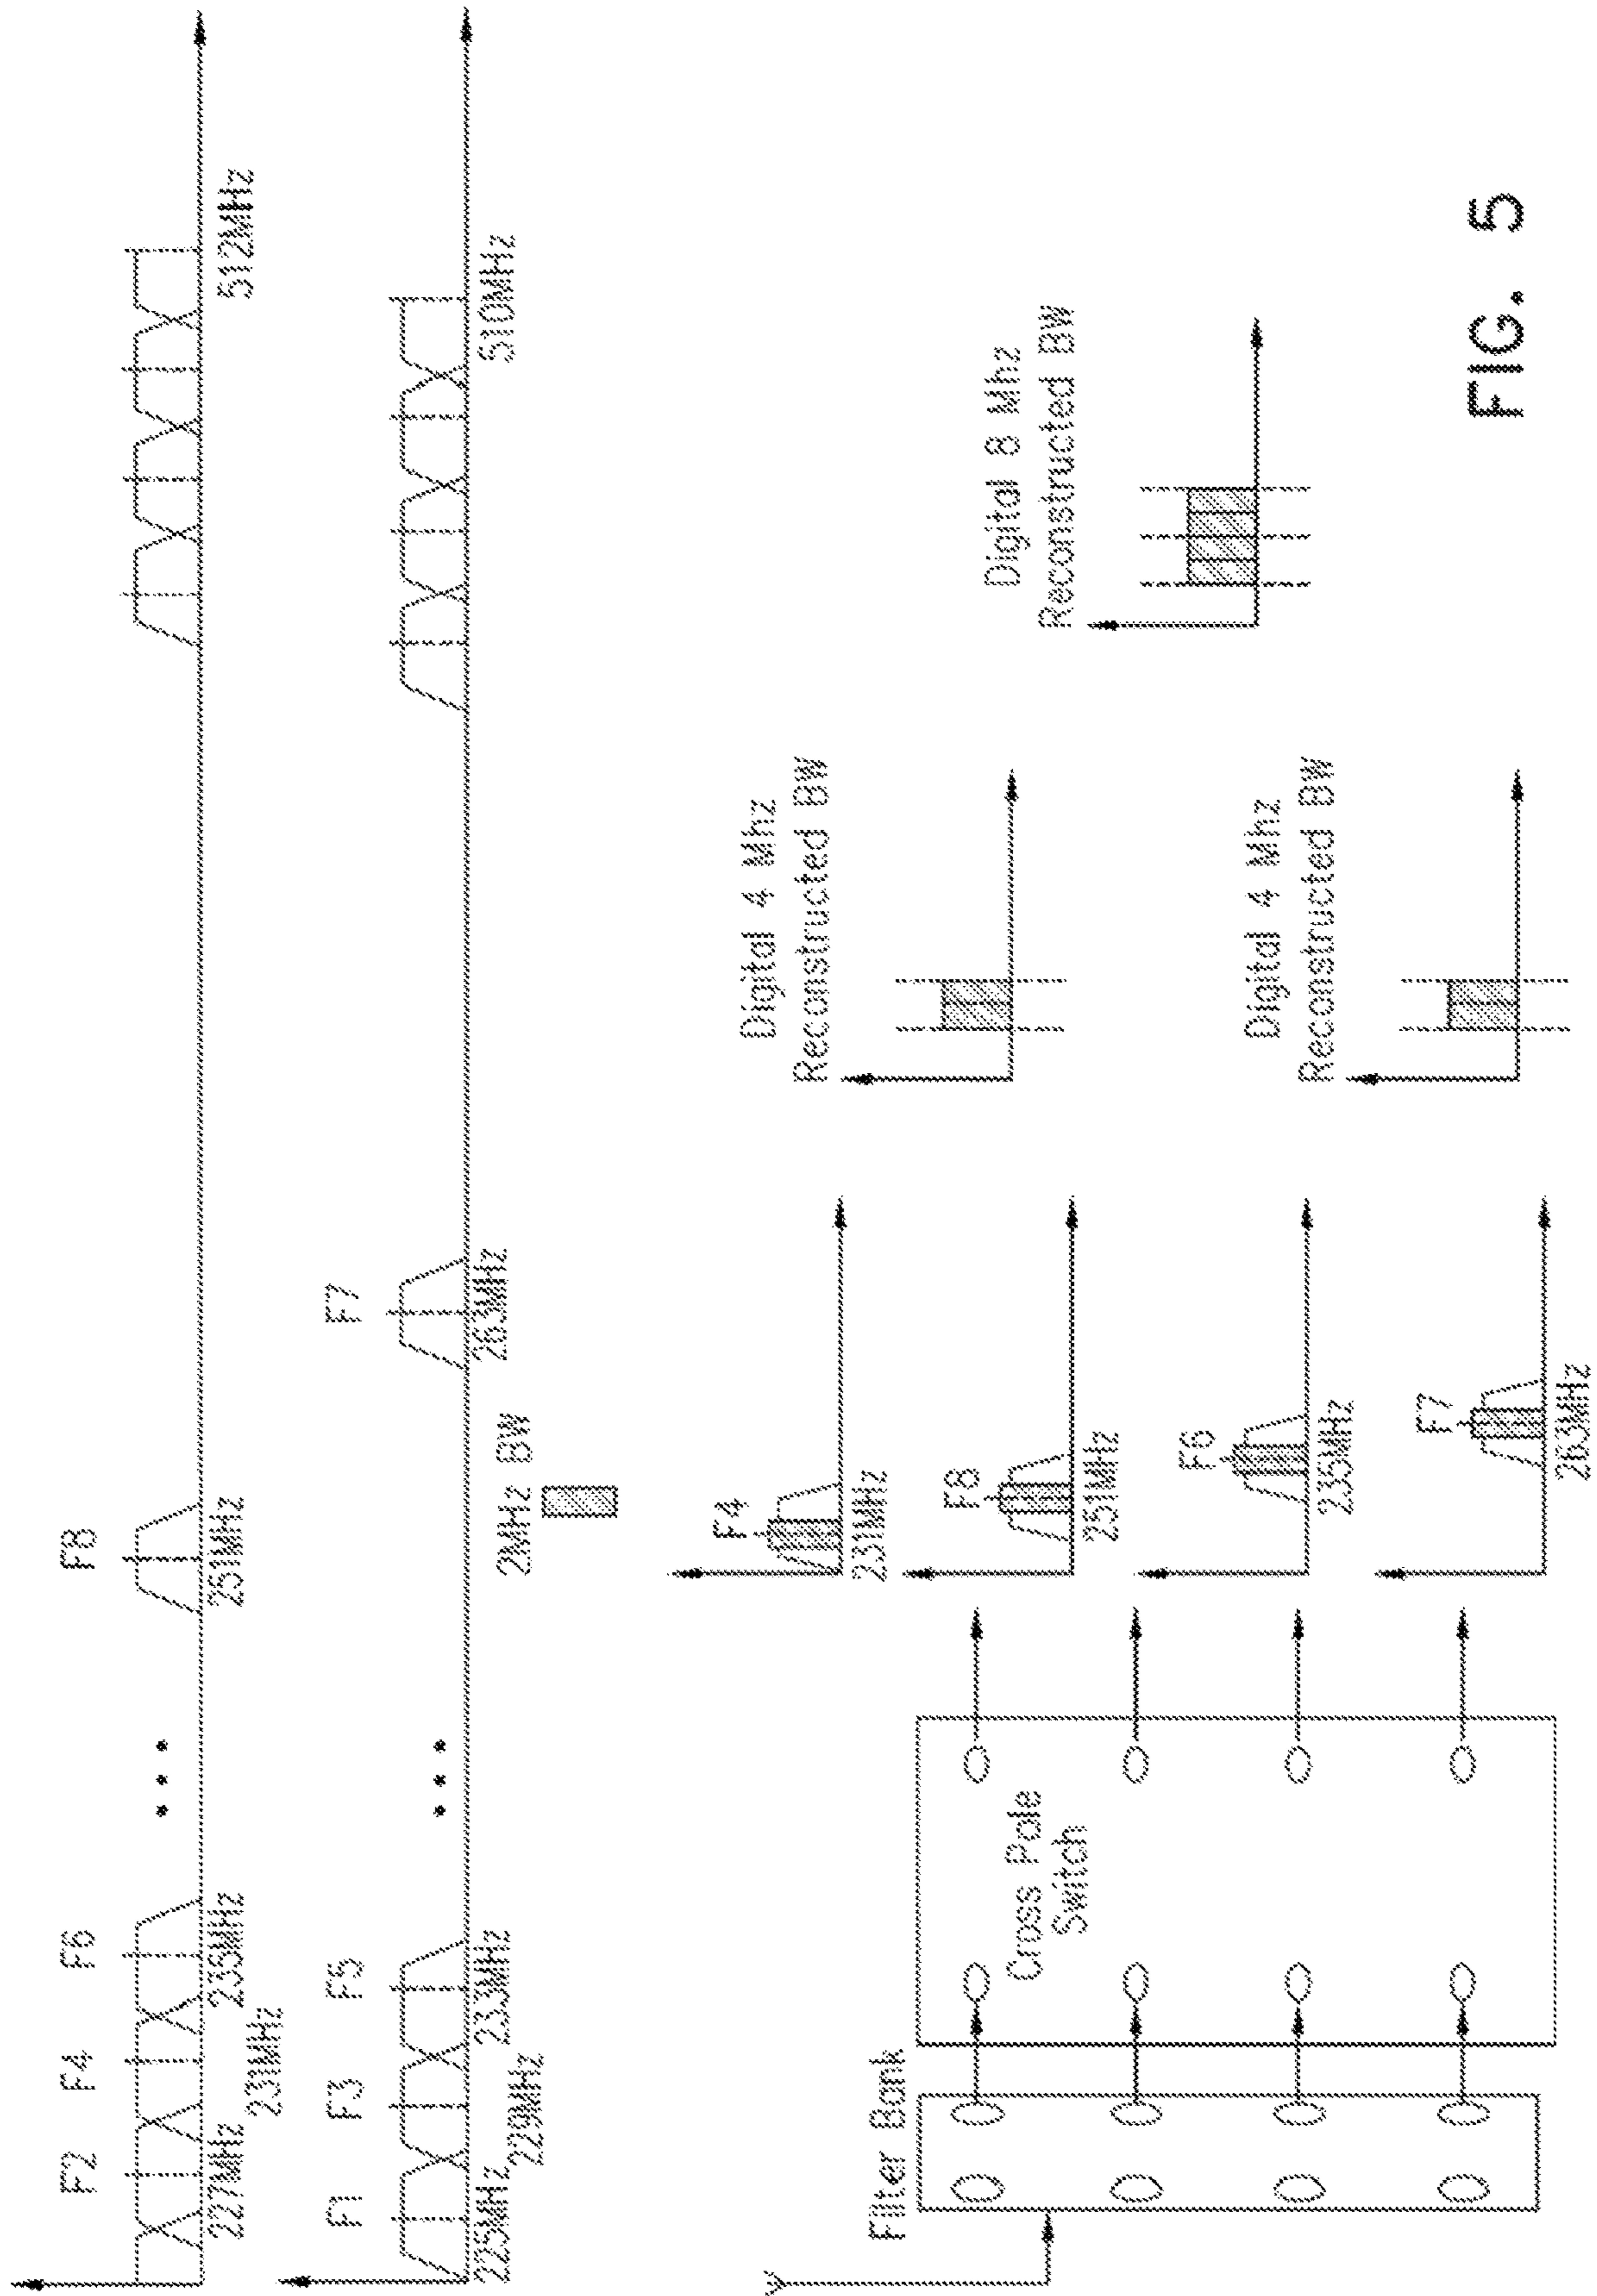 F2
F4
F6
F8
227MHz
231MHz
235MHz
251MHz
512MHz
F1
F3
F5
F7
225MHz
229MHz
233MHz
263MHz
510MHz
2MHz BW
Filter Bank
Cross Pole
Switch
F4
231MHz
F8
251MHz
F6
235MHz
F7
263MHz
Digital 4 Mhz
Reconstructed BW
Digital 4 Mhz
Reconstructed BW
Digital 8 Mhz
Reconstructed BW
FIG. 5